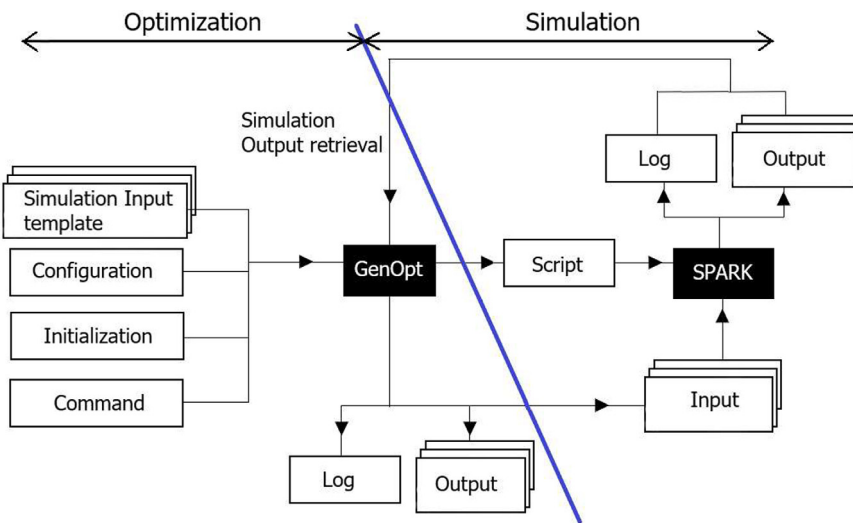 Optimization
Simulation
Simulation
Output retrieval
Log
Output
Simulation Input
template
Configuration
GenOpt
Script
SPARK
Initialization
Command
Input
Log
Output